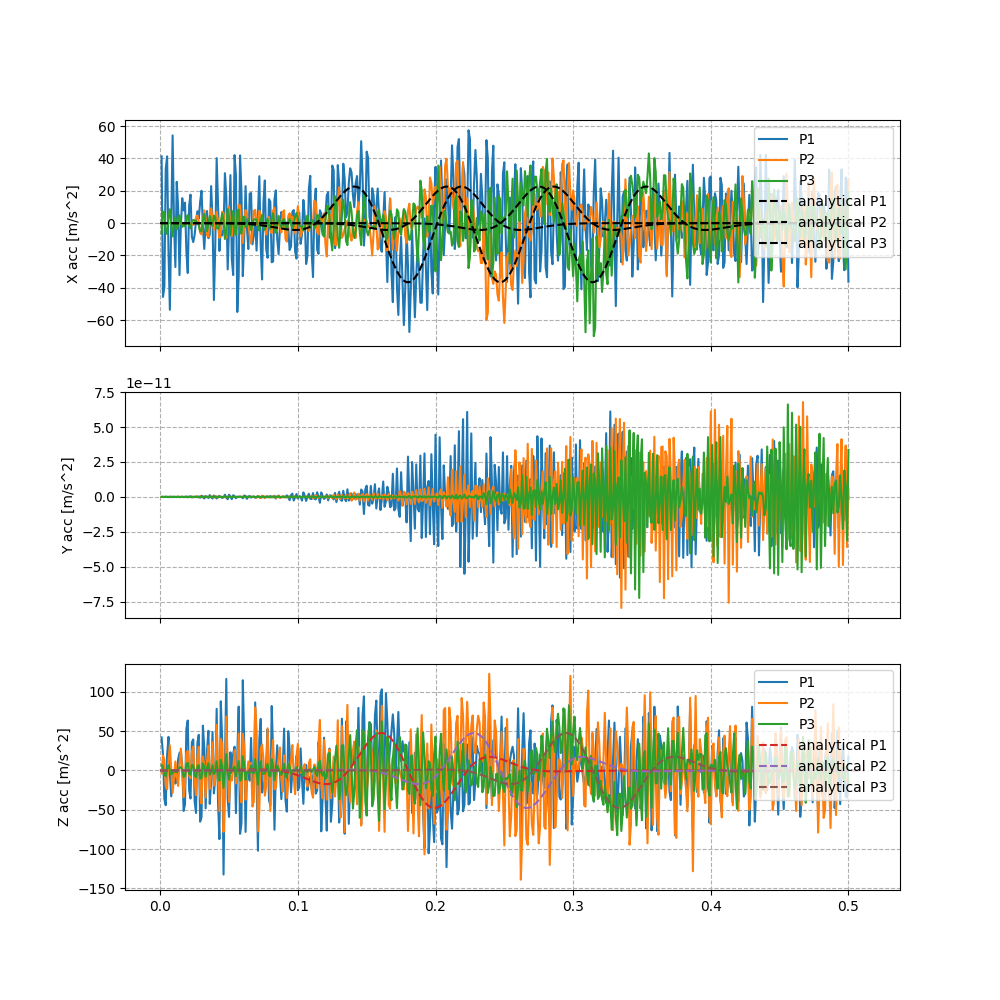 60
40
20
0
−20
−40
−60
X acc [m/s^2]
P1
P2
P3
analytical P1
analytical P2
analytical P3
1e−11
7.5
5.0
2.5
0.0
−2.5
−5.0
−7.5
Y acc [m/s^2]
100
50
0
−50
−100
−150
Z acc [m/s^2]
P1
P2
P3
analytical P1
analytical P2
analytical P3
0.0 0.1 0.2 0.3 0.4 0.5